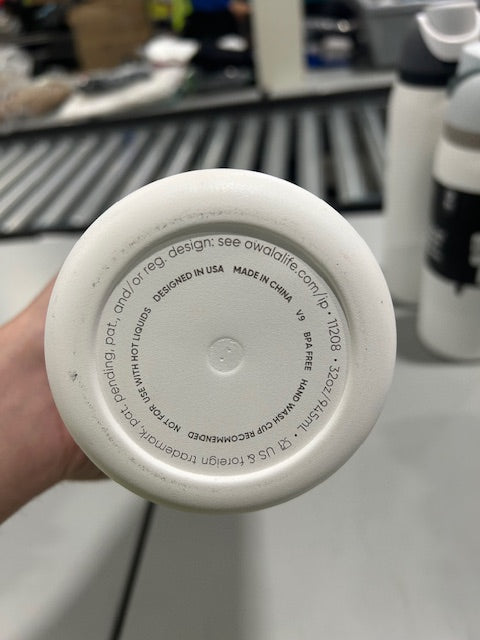 US & foreign trademark, pat. pending, pat., and/or reg. design: see owalalife.com/ip • 11208 • 32oz/945mL •
DESIGNED IN USA MADE IN CHINA V9 BPA FREE HAND WASH CUP RECOMMENDED NOT FOR USE WITH HOT LIQUIDS